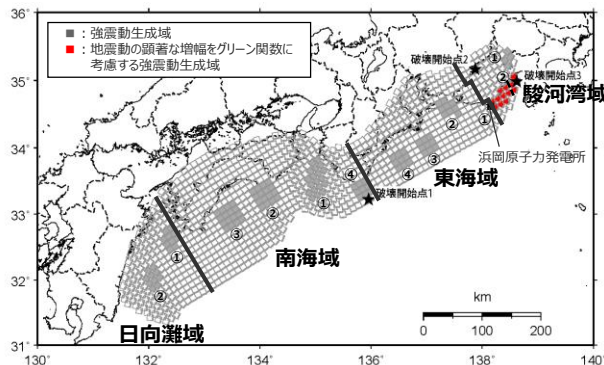 ■ : 強震動生成域
■ : 地震動の顕著な増幅をグリーン関数に
考慮する強震動生成域
破壊開始点2
①
②
破壊開始点3
駿河湾域
②
①
浜岡原子力発電所
③
④
④
東海域
破壊開始点1
①
②
③
南海域
①
②
日向灘域
km
0 100 200
36°
35°
34°
33°
32°
31°
130° 132° 134° 136° 138° 140°